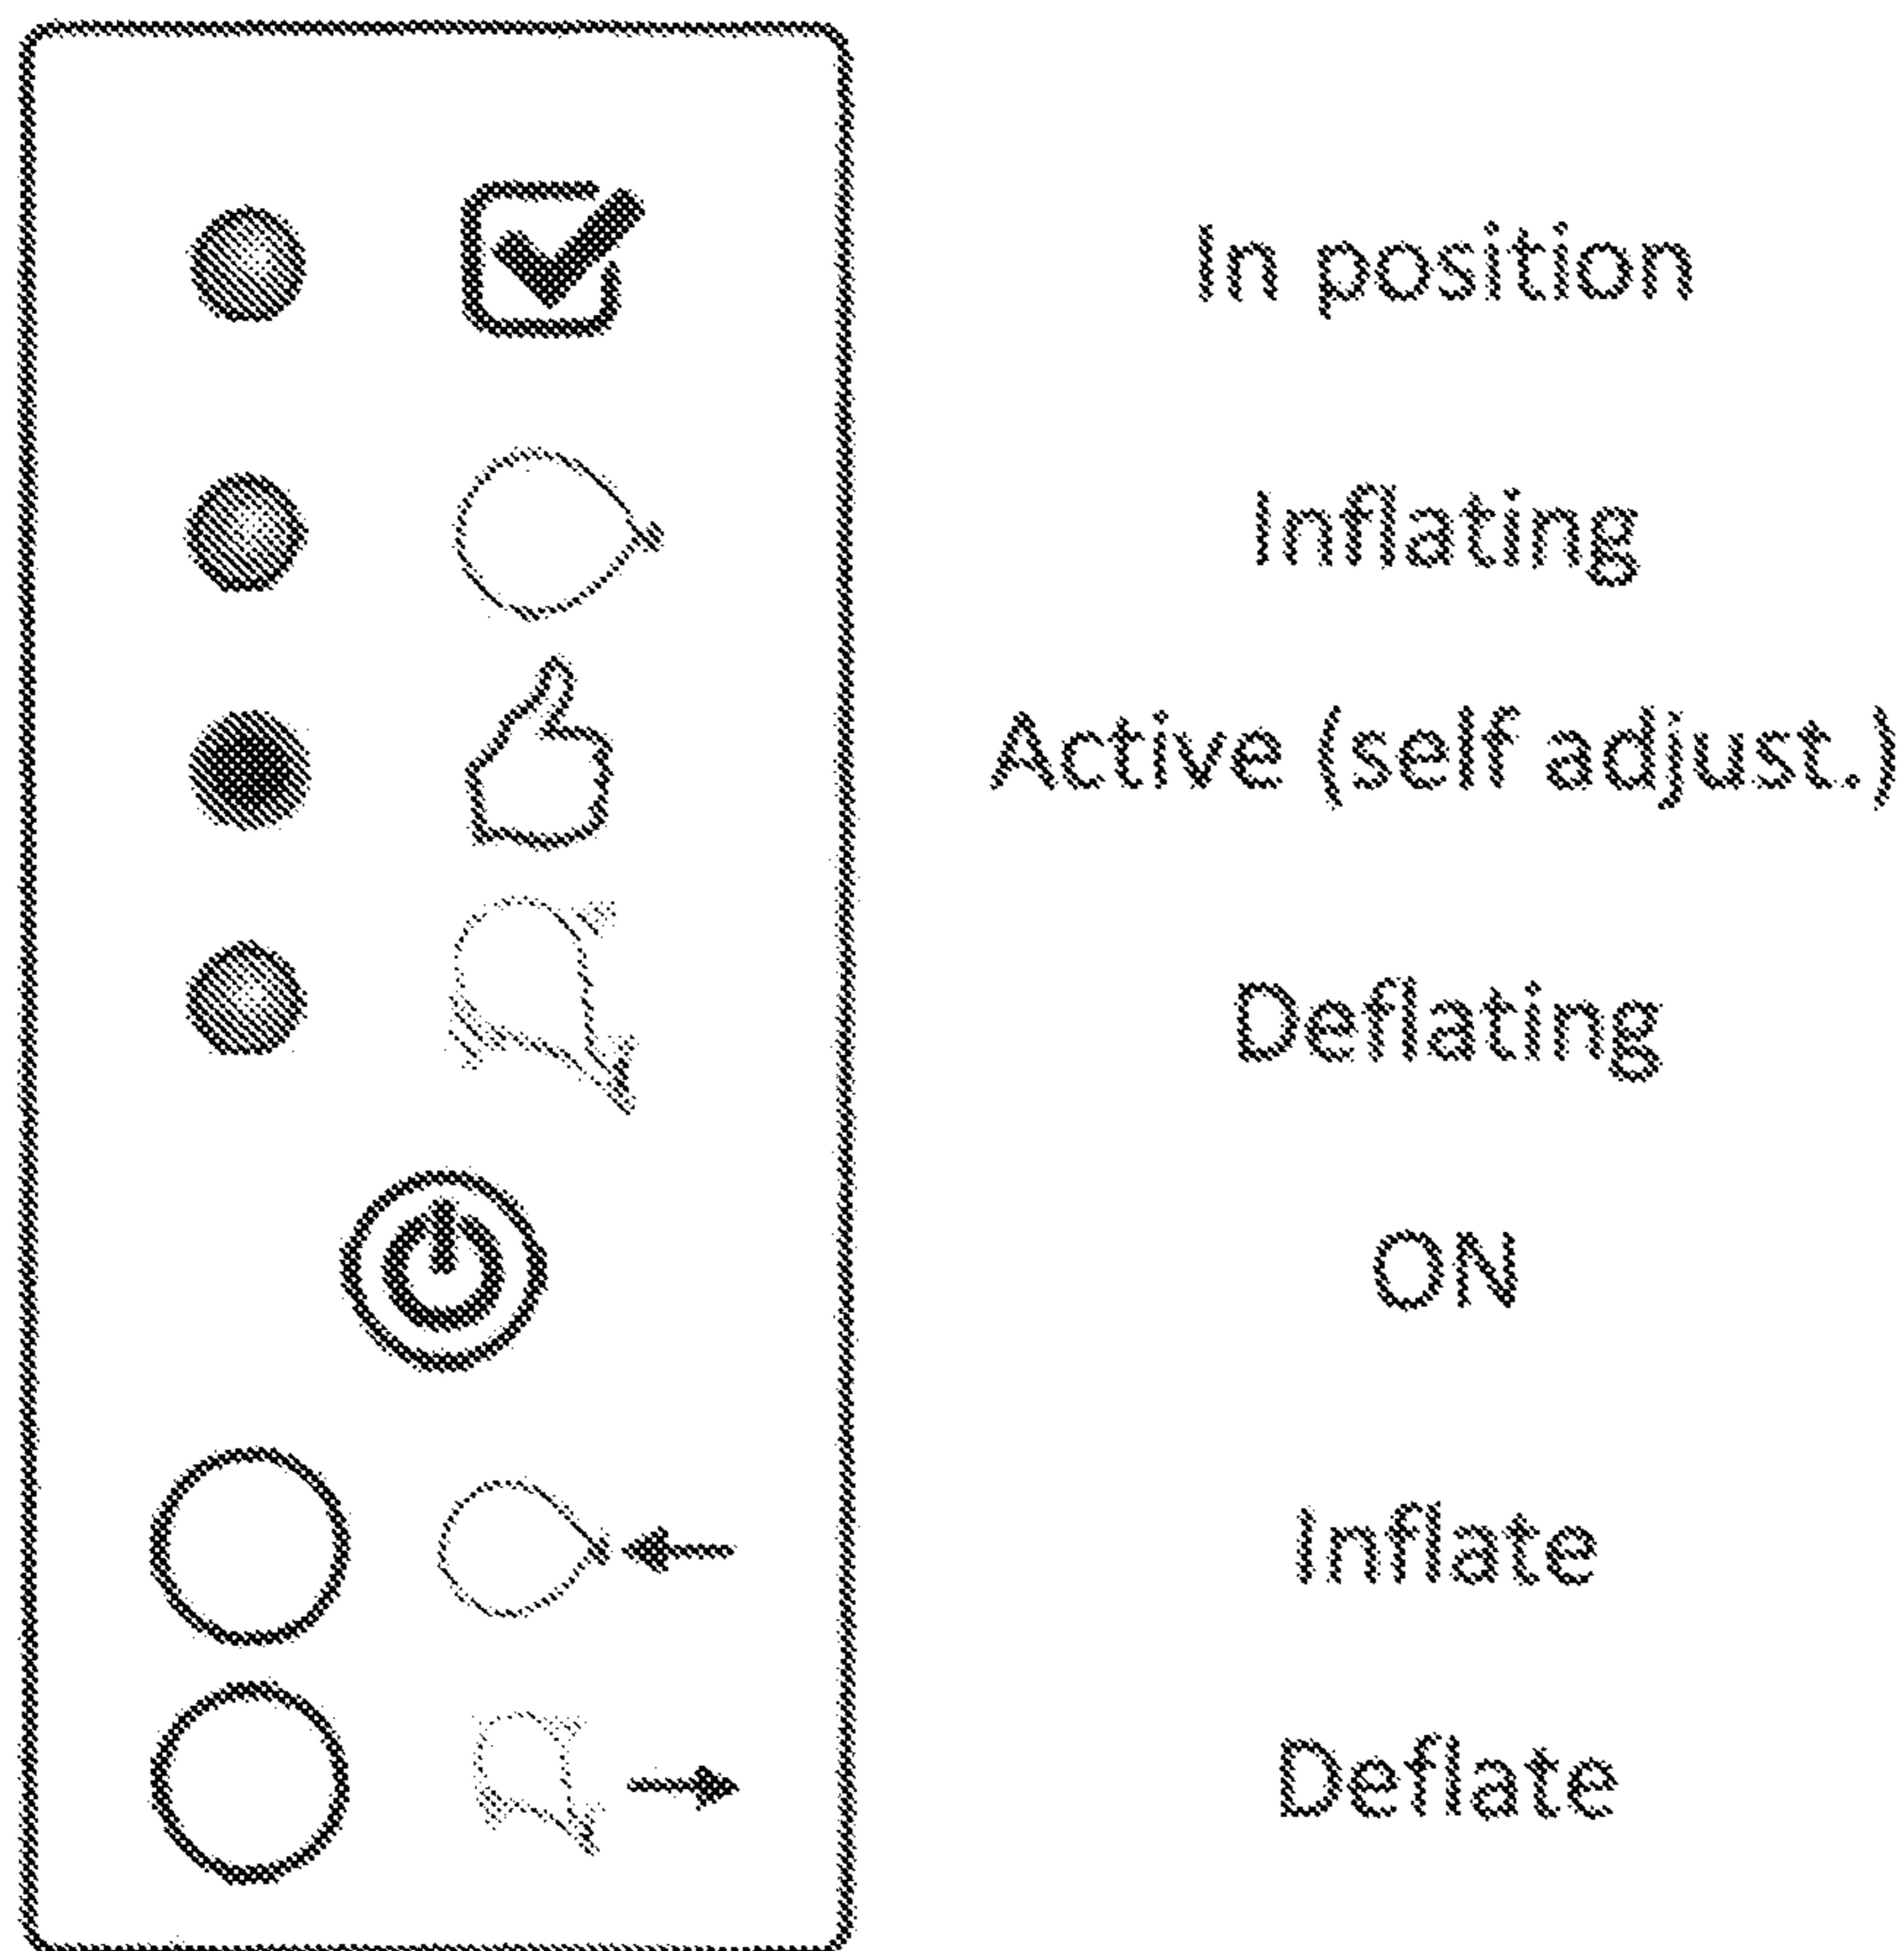 In position
Inflating
Active (self adjust.)
Deflating
ON
Inflate
Deflate